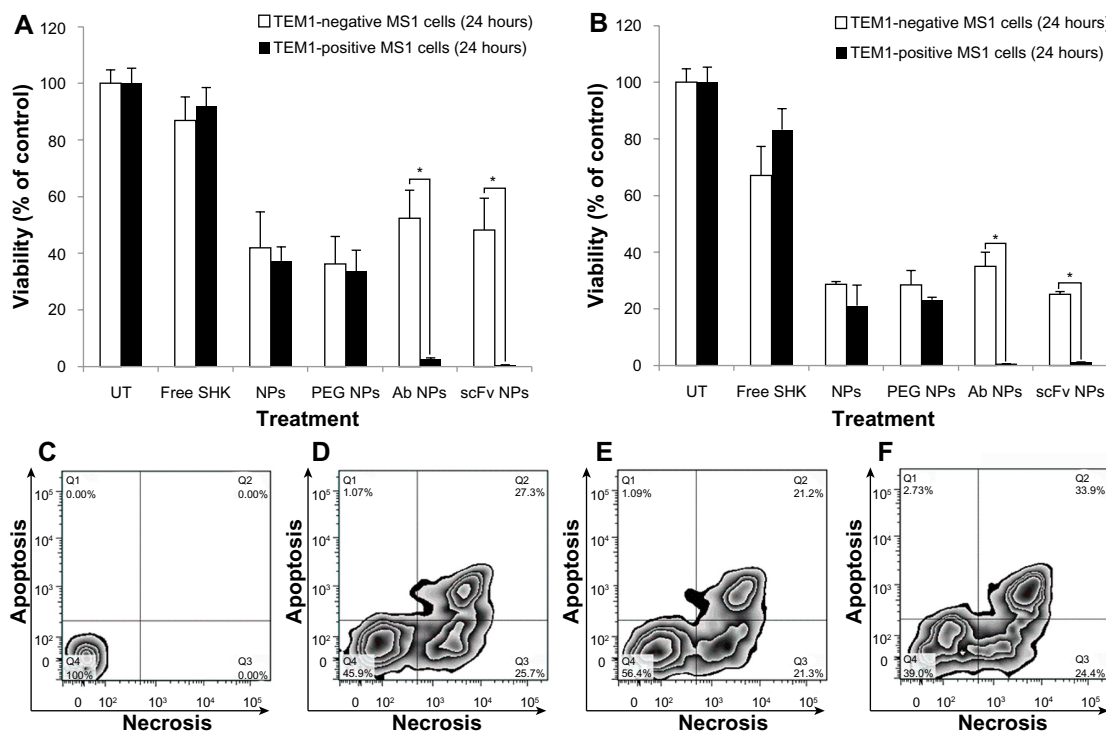 A
TEM1-negative MS1 cells (24 hours)
TEM1-positive MS1 cells (24 hours)
120
100
80
60
40
20
0
Viability (% of control)
* *
UT Free SHK NPs PEG NPs Ab NPs scFv NPs
Treatment
B
TEM1-negative MS1 cells (24 hours)
TEM1-positive MS1 cells (24 hours)
120
100
80
60
40
20
0
Viability (% of control)
* *
UT Free SHK NPs PEG NPs Ab NPs scFv NPs
Treatment
C
Apoptosis
Q1 Q2
0.00% 0.00%
10⁵
10⁴
10³
10²
0
Q4 Q3
100% 0.00%
0 10² 10³ 10⁴ 10⁵
Necrosis
D
Apoptosis
Q1 Q2
1.07% 27.3%
10⁵
10⁴
10³
10²
0
Q4 Q3
45.9% 25.7%
0 10² 10³ 10⁴ 10⁵
Necrosis
E
Apoptosis
Q1 Q2
1.09% 21.2%
10⁵
10⁴
10³
10²
0
Q4 Q3
56.4% 21.3%
0 10² 10³ 10⁴ 10⁵
Necrosis
F
Apoptosis
Q1 Q2
2.73% 33.9%
10⁵
10⁴
10³
10²
0
Q4 Q3
39.0% 24.4%
0 10² 10³ 10⁴ 10⁵
Necrosis